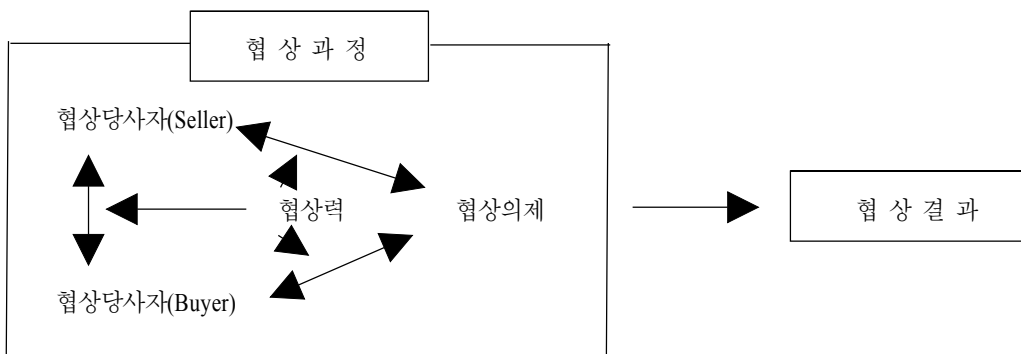 협 상 과 정
협상당사자(Seller)
협상력
협상의제
협 상 결 과
협상당사자(Buyer)